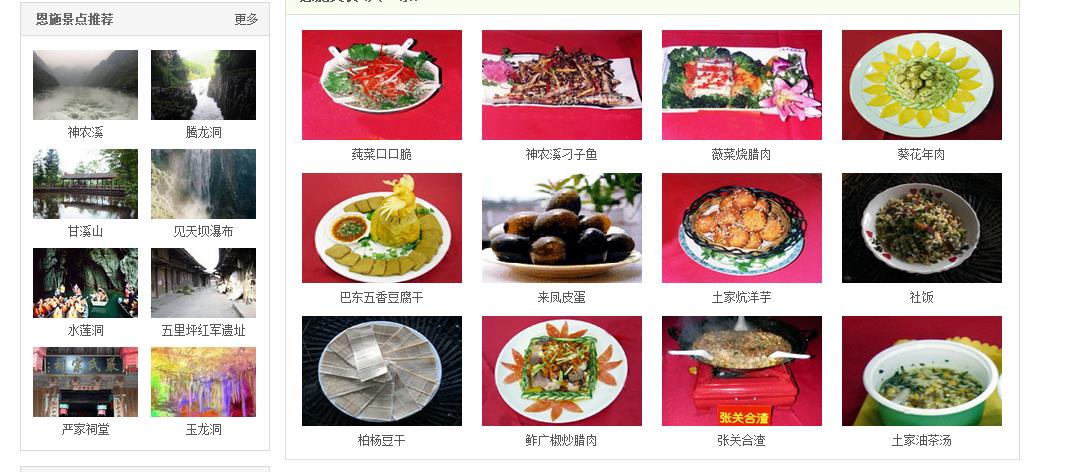 恩施景点推荐 更多
神农溪 腾龙洞
甘溪山 见天坝瀑布
水莲洞 五里坪红军遗址
严家祠堂 玉龙洞
莼菜口口脆 神农溪刁子鱼 薇菜烧腊肉 葵花年肉
巴东五香豆腐干 来凤皮蛋 土家炕洋芋 社饭
张关合渣
柏杨豆干 鲊广椒炒腊肉 张关合渣 土家油茶汤